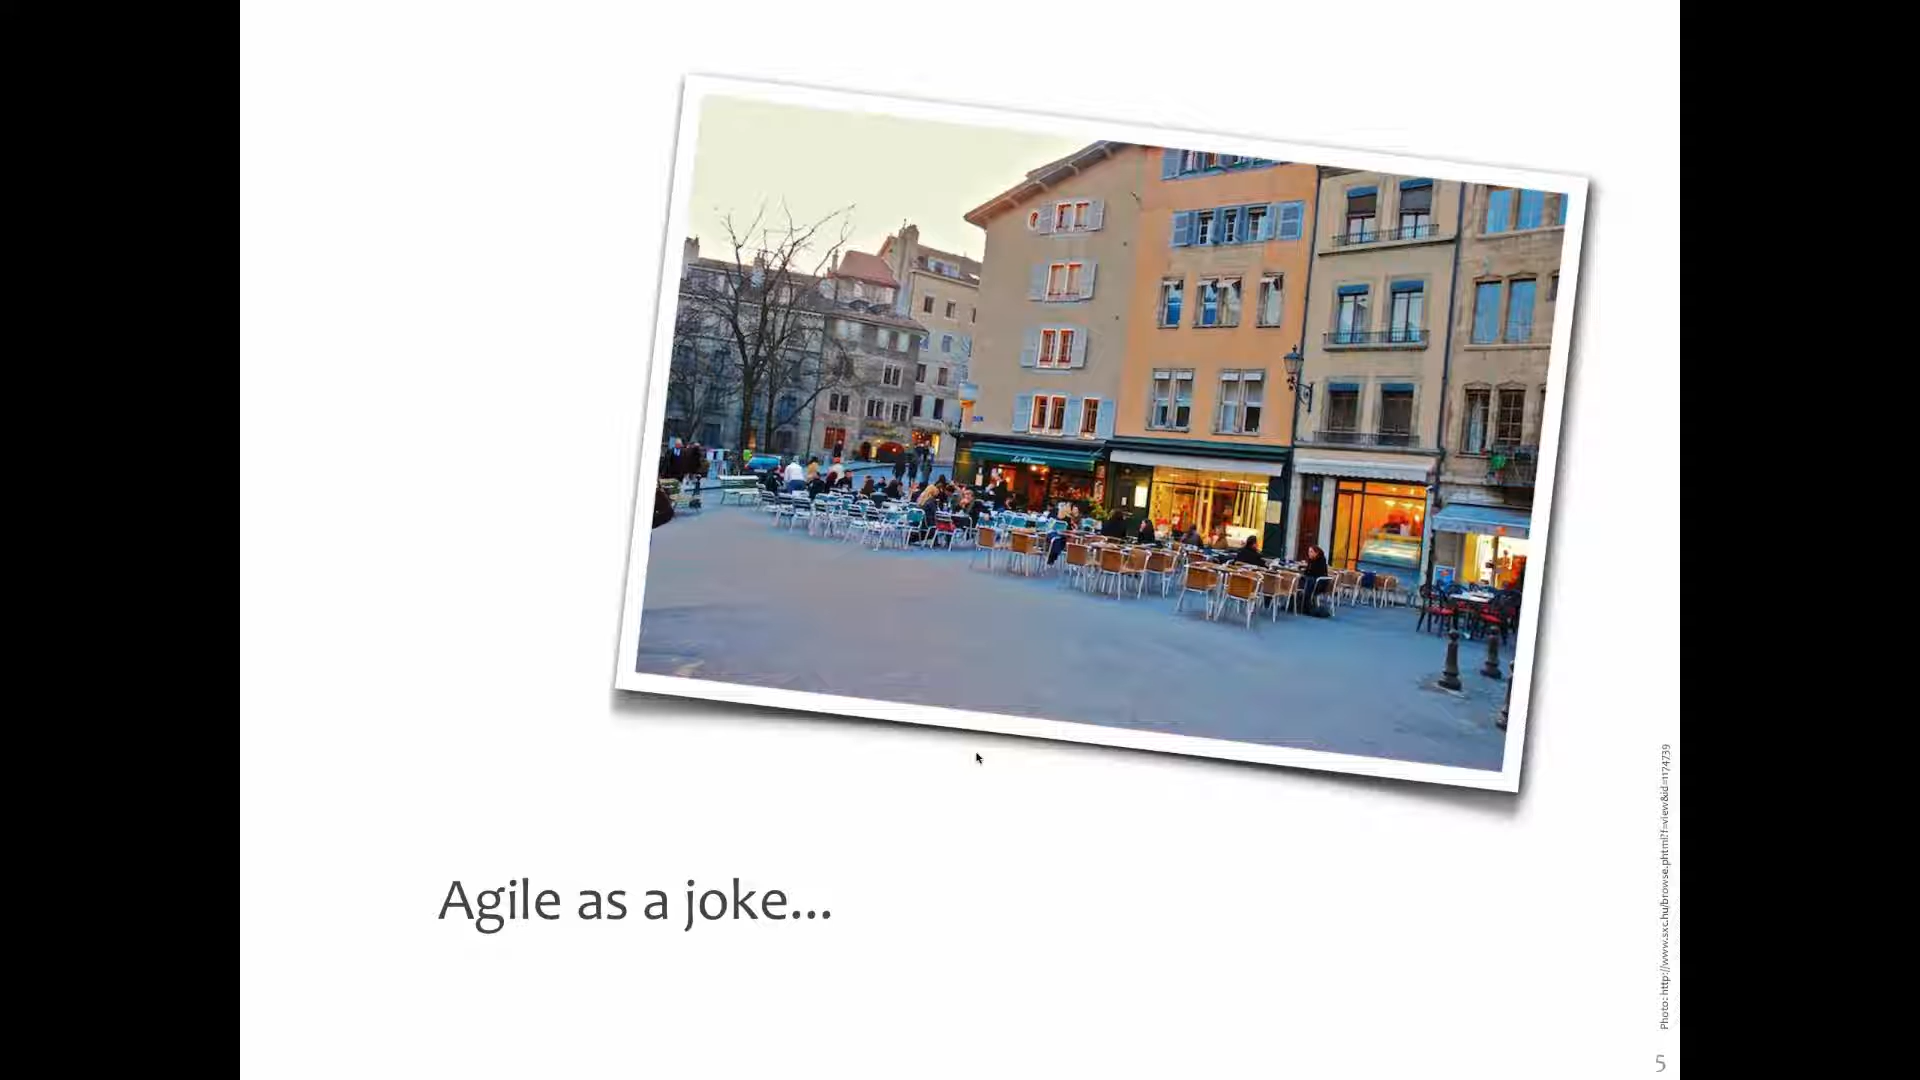 Agile as a joke...
Photo: http://www.sxc.hu/browse.phtml?f=view&id=1174739
5